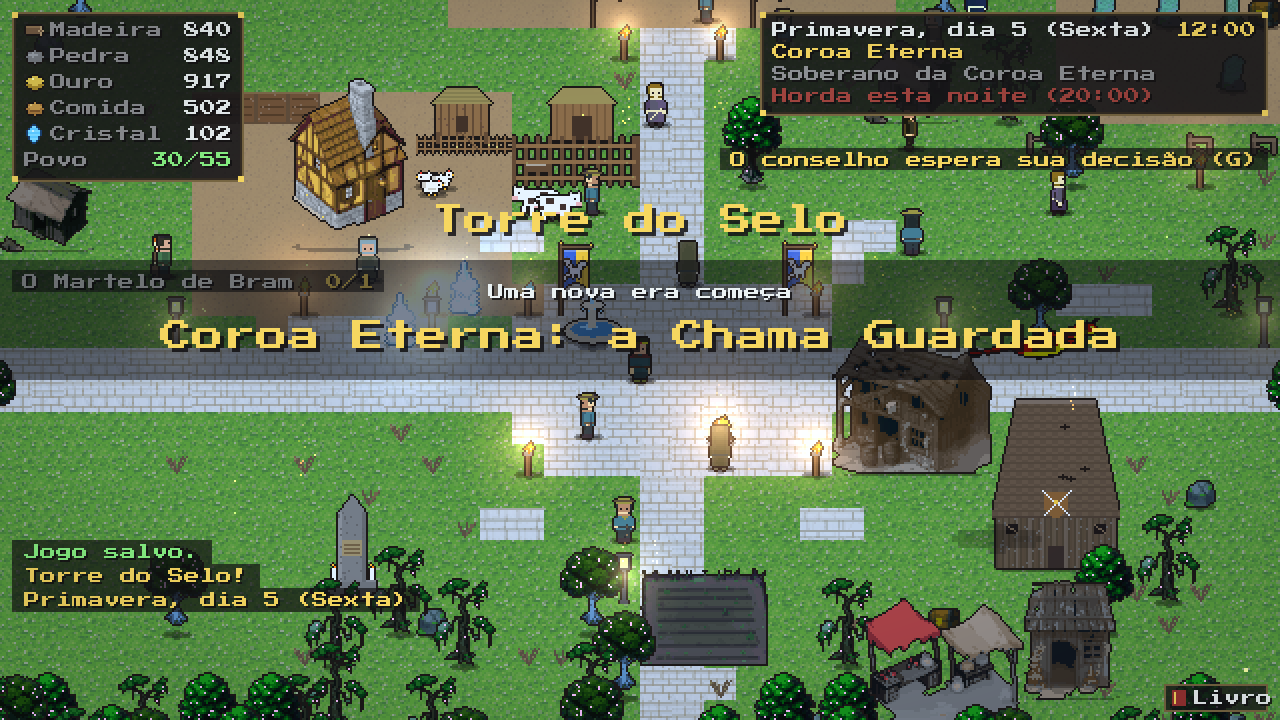 Madeira 840
Pedra 848
Ouro 917
Comida 502
Cristal 102
Povo 30/55
Primavera, dia 5 (Sexta) 12:00
Coroa Eterna
Soberano da Coroa Eterna
Horda esta noite (20:00)
O conselho espera sua decisão (G)
Torre do Selo
O Martelo de Bram 0/1
Uma nova era começa
Coroa Eterna: a Chama Guardada
Jogo salvo.
Torre do Selo!
Primavera, dia 5 (Sexta)
Livro